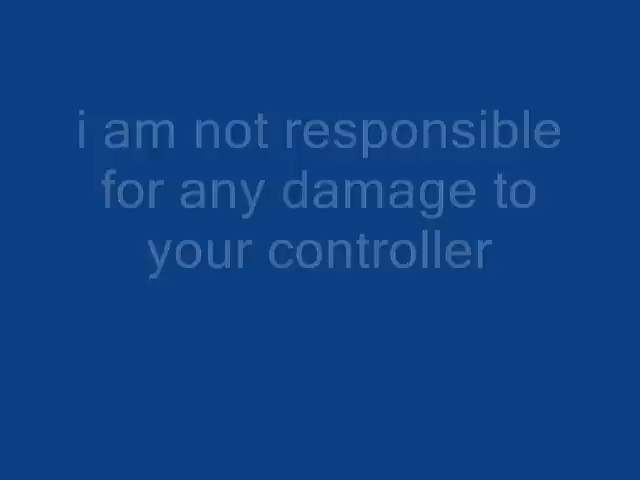 i am not responsible
for any damage to
your controller